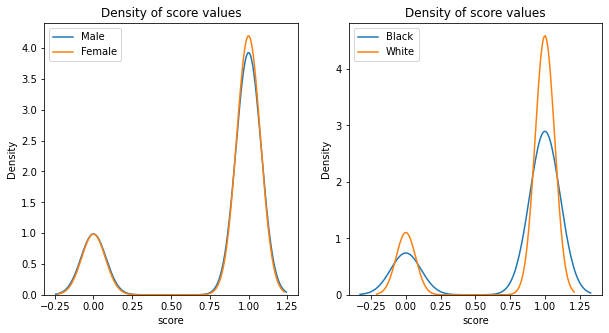 Density of score values
Male
Female
4.0
3.5
3.0
2.5
2.0
1.5
1.0
0.5
0.0
Density
−0.25 0.00 0.25 0.50 0.75 1.00 1.25
score
Density of score values
Black
White
4
3
2
1
0
Density
−0.25 0.00 0.25 0.50 0.75 1.00 1.25
score